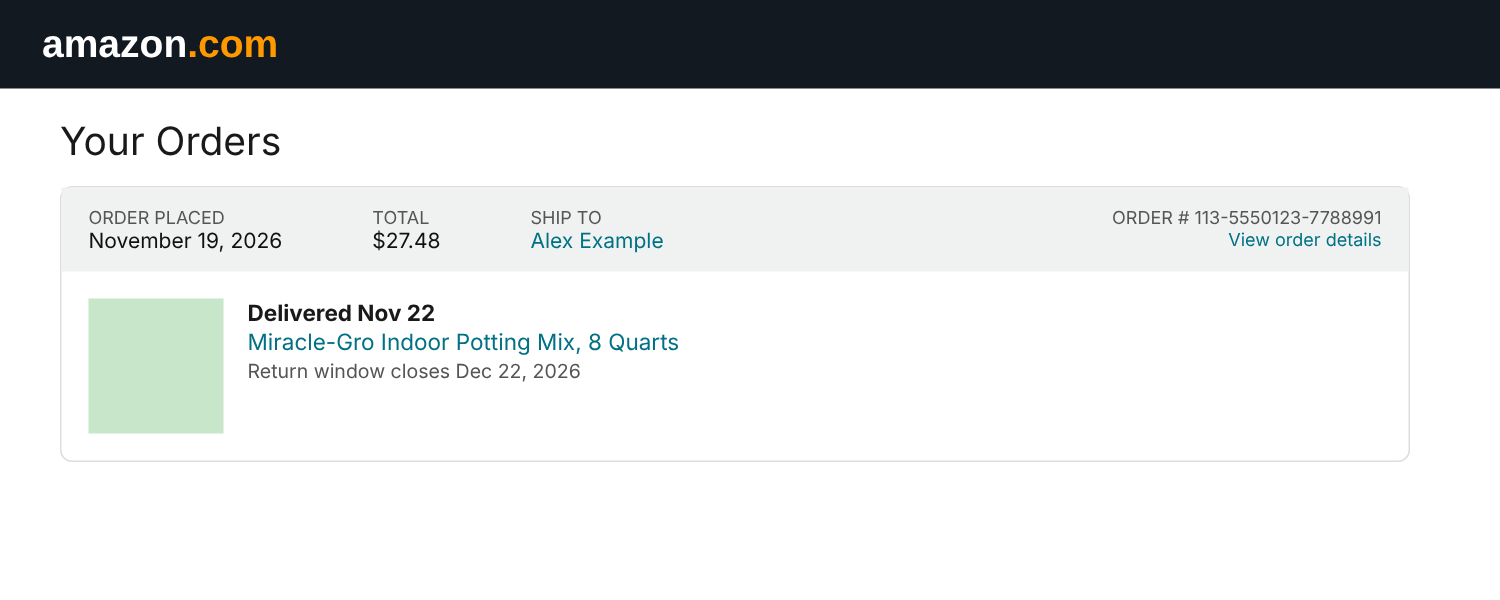 amazon.com
Your Orders
ORDER PLACED
November 19, 2026
TOTAL
$27.48
SHIP TO
Alex Example
ORDER # 113-5550123-7788991
View order details
Delivered Nov 22
Miracle-Gro Indoor Potting Mix, 8 Quarts
Return window closes Dec 22, 2026